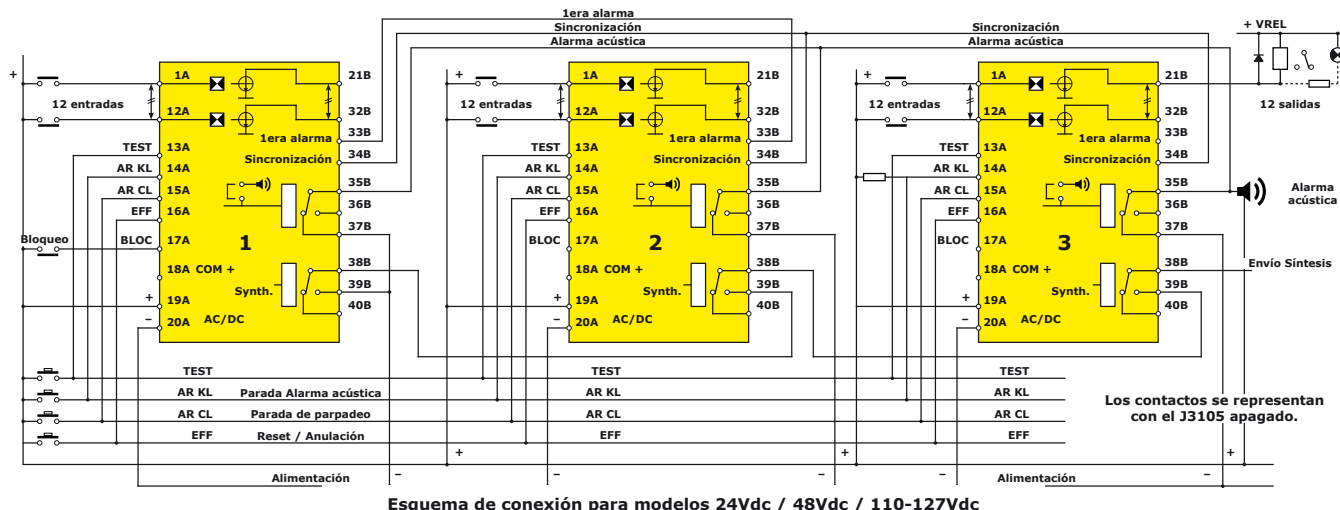 1era alarma
Sincronización
Alarma acústica
Sincronización
Alarma acústica
+ VREL
+
12 entradas
1A
12A
13A
14A
15A
16A
17A
18A COM +
19A
20A
AC/DC
TEST
AR KL
AR CL
EFF
Bloqueo
BLOC
+
–
1era alarma
Sincronización
1
Synth.
21B
32B
33B
34B
35B
36B
37B
38B
39B
40B
+
12 entradas
1A
12A
13A
14A
15A
16A
17A
18A COM +
19A
20A
AC/DC
TEST
AR KL
AR CL
EFF
BLOC
+
–
1era alarma
Sincronización
2
Synth.
21B
32B
33B
34B
35B
36B
37B
38B
39B
40B
+
12 entradas
1A
12A
13A
14A
15A
16A
17A
18A COM +
19A
20A
AC/DC
TEST
AR KL
AR CL
EFF
BLOC
+
–
1era alarma
Sincronización
3
Synth.
21B
32B
33B
34B
35B
36B
37B
38B
39B
40B
12 salidas
Alarma
acústica
Envío Síntesis
TEST TEST TEST
AR KL Parada Alarma acústica AR KL AR KL
AR CL Parada de parpadeo AR CL AR CL
EFF Reset / Anulación EFF EFF
Los contactos se representan
con el J3105 apagado.
+ + +
Alimentación – – – Alimentación –
Esquema de conexión para modelos 24Vdc / 48Vdc / 110-127Vdc